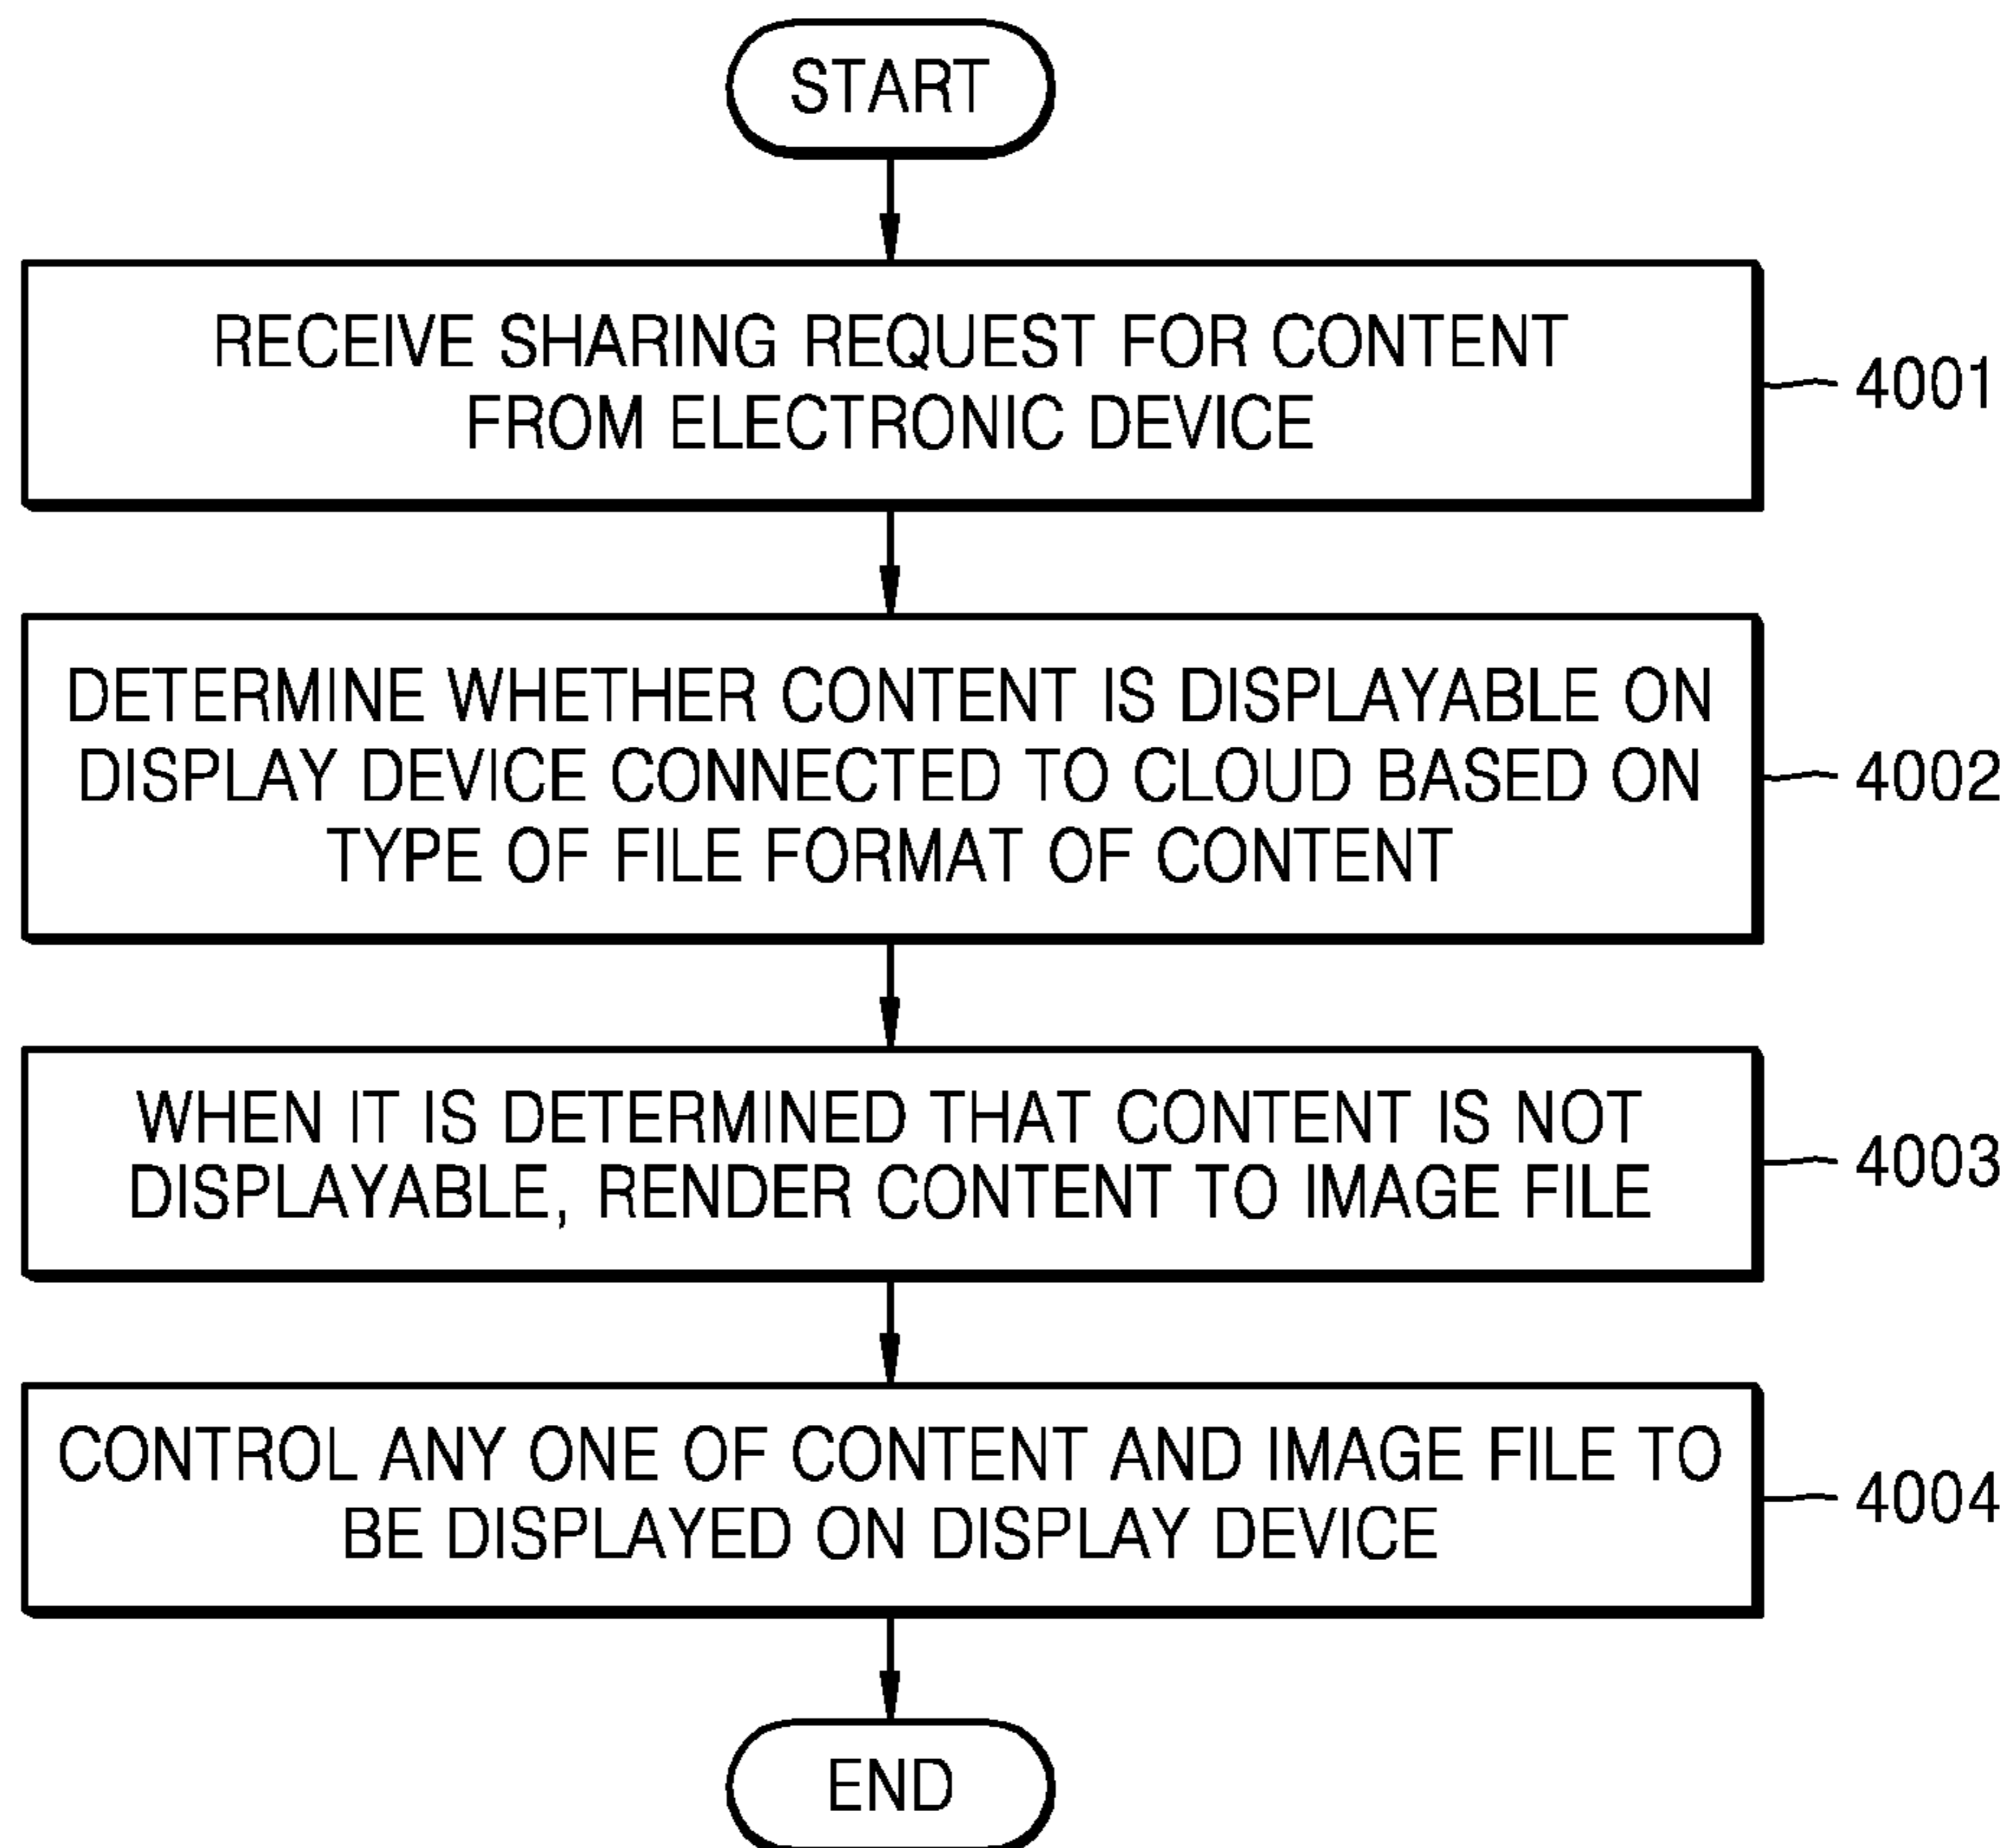 START
RECEIVE SHARING REQUEST FOR CONTENT
FROM ELECTRONIC DEVICE
4001
DETERMINE WHETHER CONTENT IS DISPLAYABLE ON
DISPLAY DEVICE CONNECTED TO CLOUD BASED ON
TYPE OF FILE FORMAT OF CONTENT
4002
WHEN IT IS DETERMINED THAT CONTENT IS NOT
DISPLAYABLE, RENDER CONTENT TO IMAGE FILE
4003
CONTROL ANY ONE OF CONTENT AND IMAGE FILE TO
BE DISPLAYED ON DISPLAY DEVICE
4004
END